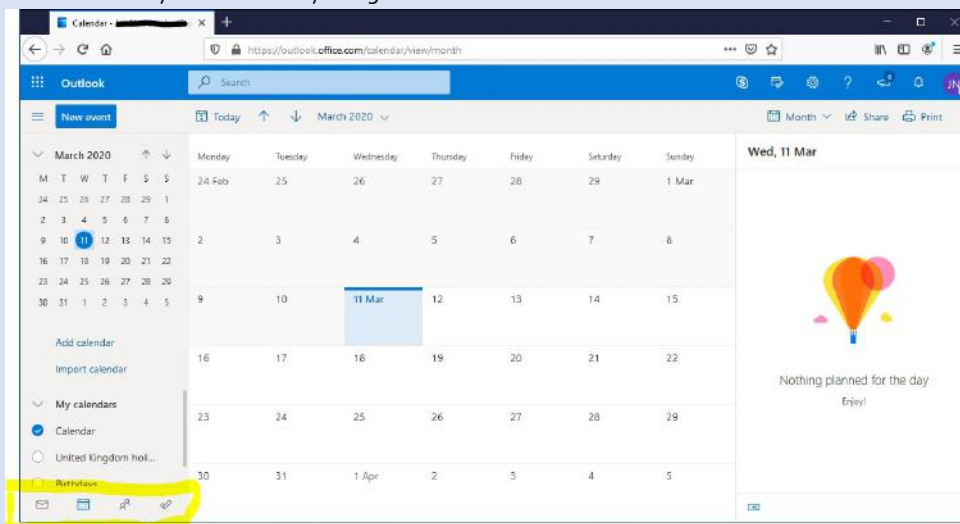 Calendar -
https://outlook.office.com/calendar/view/month
Outlook
Search
JN
New event
Today
March 2020
Month
Share
Print
March 2020
M T W T F S S
24 25 26 27 28 29 1
2 3 4 5 6 7 8
9 10 11 12 13 14 15
16 17 18 19 20 21 22
23 24 25 26 27 28 29
30 31 1 2 3 4 5
Add calendar
Import calendar
My calendars
Calendar
United Kingdom holi...
Birthdays
Monday Tuesday Wednesday Thursday Friday Saturday Sunday
24 Feb 25 26 27 28 29 1 Mar
2 3 4 5 6 7 8
9 10 11 Mar 12 13 14 15
16 17 18 19 20 21 22
23 24 25 26 27 28 29
30 31 1 Apr 2 3 4 5
Wed, 11 Mar
Nothing planned for the day
Enjoy!